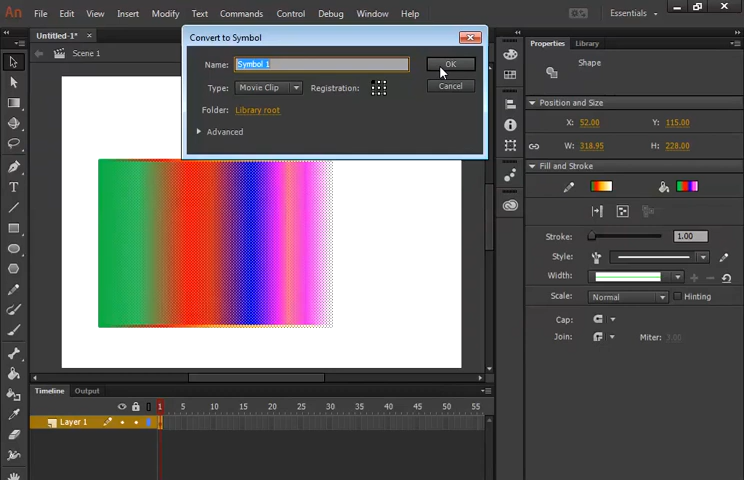 An File Edit View Insert Modify Text Commands Control Debug Window Help Essentials
Untitled-1*
Scene 1
Convert to Symbol
Name: Symbol 1 OK
Type: Movie Clip Registration: Cancel
Folder: Library root
Advanced
Properties Library
Shape
Position and Size
X: 52.00 Y: 115.00
W: 318.95 H: 228.00
Fill and Stroke
Stroke: 1.00
Style:
Width:
Scale: Normal Hinting
Cap:
Join: Miter: 3.00
Timeline Output
1 5 10 15 20 25 30 35 40 45 50 55
Layer 1